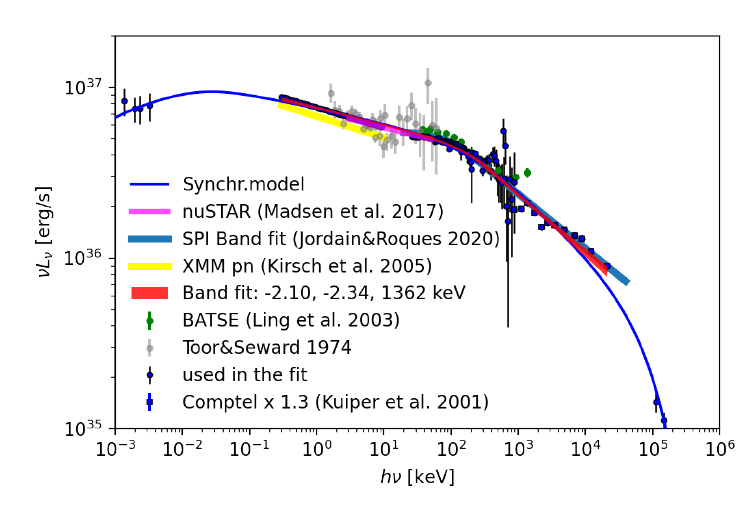 10^37
10^36
10^35
νL_ν [erg/s]
Synchr.model
nuSTAR (Madsen et al. 2017)
SPI Band fit (Jordain&Roques 2020)
XMM pn (Kirsch et al. 2005)
Band fit: -2.10, -2.34, 1362 keV
BATSE (Ling et al. 2003)
Toor&Seward 1974
used in the fit
Comptel x 1.3 (Kuiper et al. 2001)
10^−3 10^−2 10^−1 10^0 10^1 10^2 10^3 10^4 10^5 10^6
hν [keV]